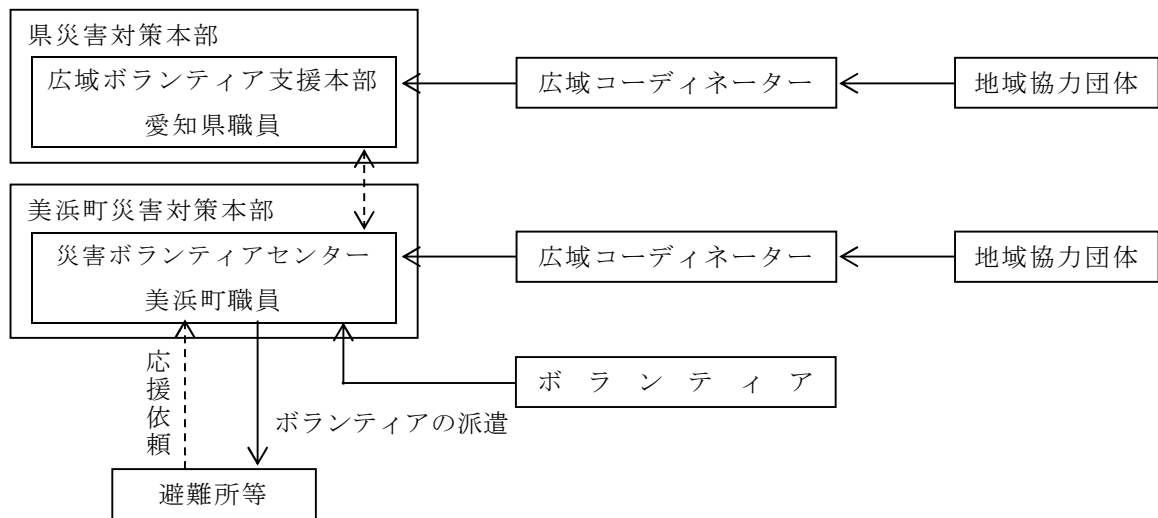 県災害対策本部
広域ボランティア支援本部
愛知県職員
広域コーディネーター
地域協力団体
美浜町災害対策本部
災害ボランティアセンター
美浜町職員
広域コーディネーター
地域協力団体
応援依頼
ボランティアの派遣
ボランティア
避難所等